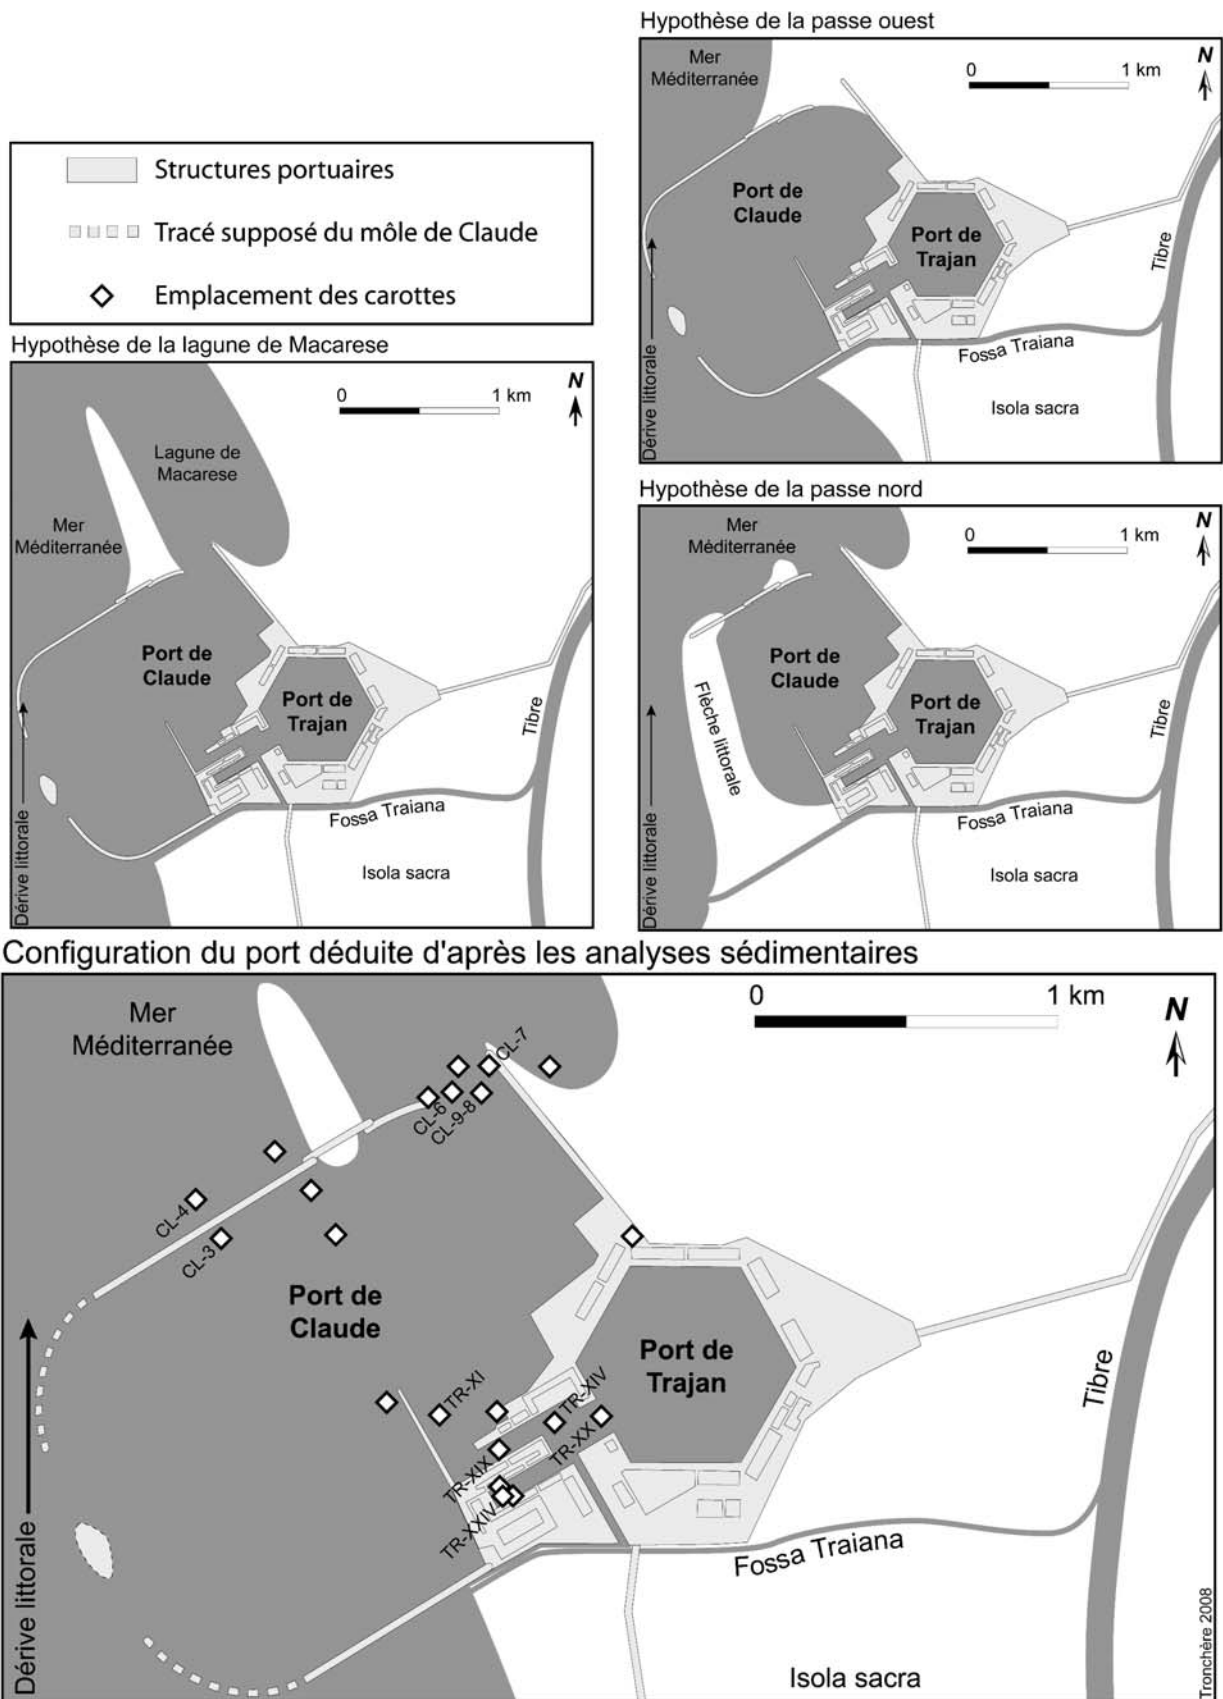 Hypothèse de la passe ouest
Mer
Méditerranée
0 1 km
N
Port de
Claude
Port de
Trajan
Tibre
Fossa Traiana
Isola sacra
Dérive littorale
Structures portuaires
Tracé supposé du môle de Claude
Emplacement des carottes
Hypothèse de la lagune de Macarese
0 1 km
N
Lagune de
Macarese
Mer
Méditerranée
Port de
Claude
Port de
Trajan
Tibre
Fossa Traiana
Isola sacra
Dérive littorale
Hypothèse de la passe nord
Mer
Méditerranée
0 1 km
N
Port de
Claude
Port de
Trajan
Flèche littorale
Tibre
Fossa Traiana
Isola sacra
Dérive littorale
Configuration du port déduite d'après les analyses sédimentaires
Mer
Méditerranée
0 1 km
N
CL-7
CL-6
CL-9-8
CL-4
CL-3
Port de
Claude
Port de
Trajan
TR-XI
TR-XIV
TR-XX
TR-XIX
TR-XXIV
Tibre
Fossa Traiana
Isola sacra
Dérive littorale
Tronchère 2008